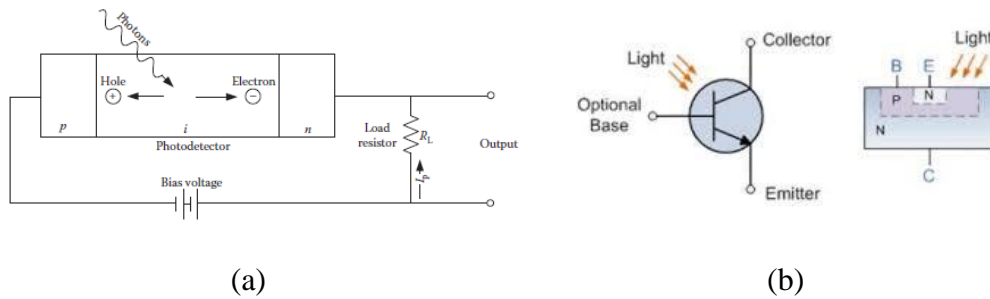 Photons
Hole
Electron
+
−
p
i
n
Photodetector
Load
resistor
R_L
Output
I_p
Bias voltage
(a)
Light
Collector
Optional
Base
Emitter
Light
B
E
P
N
N
C
(b)